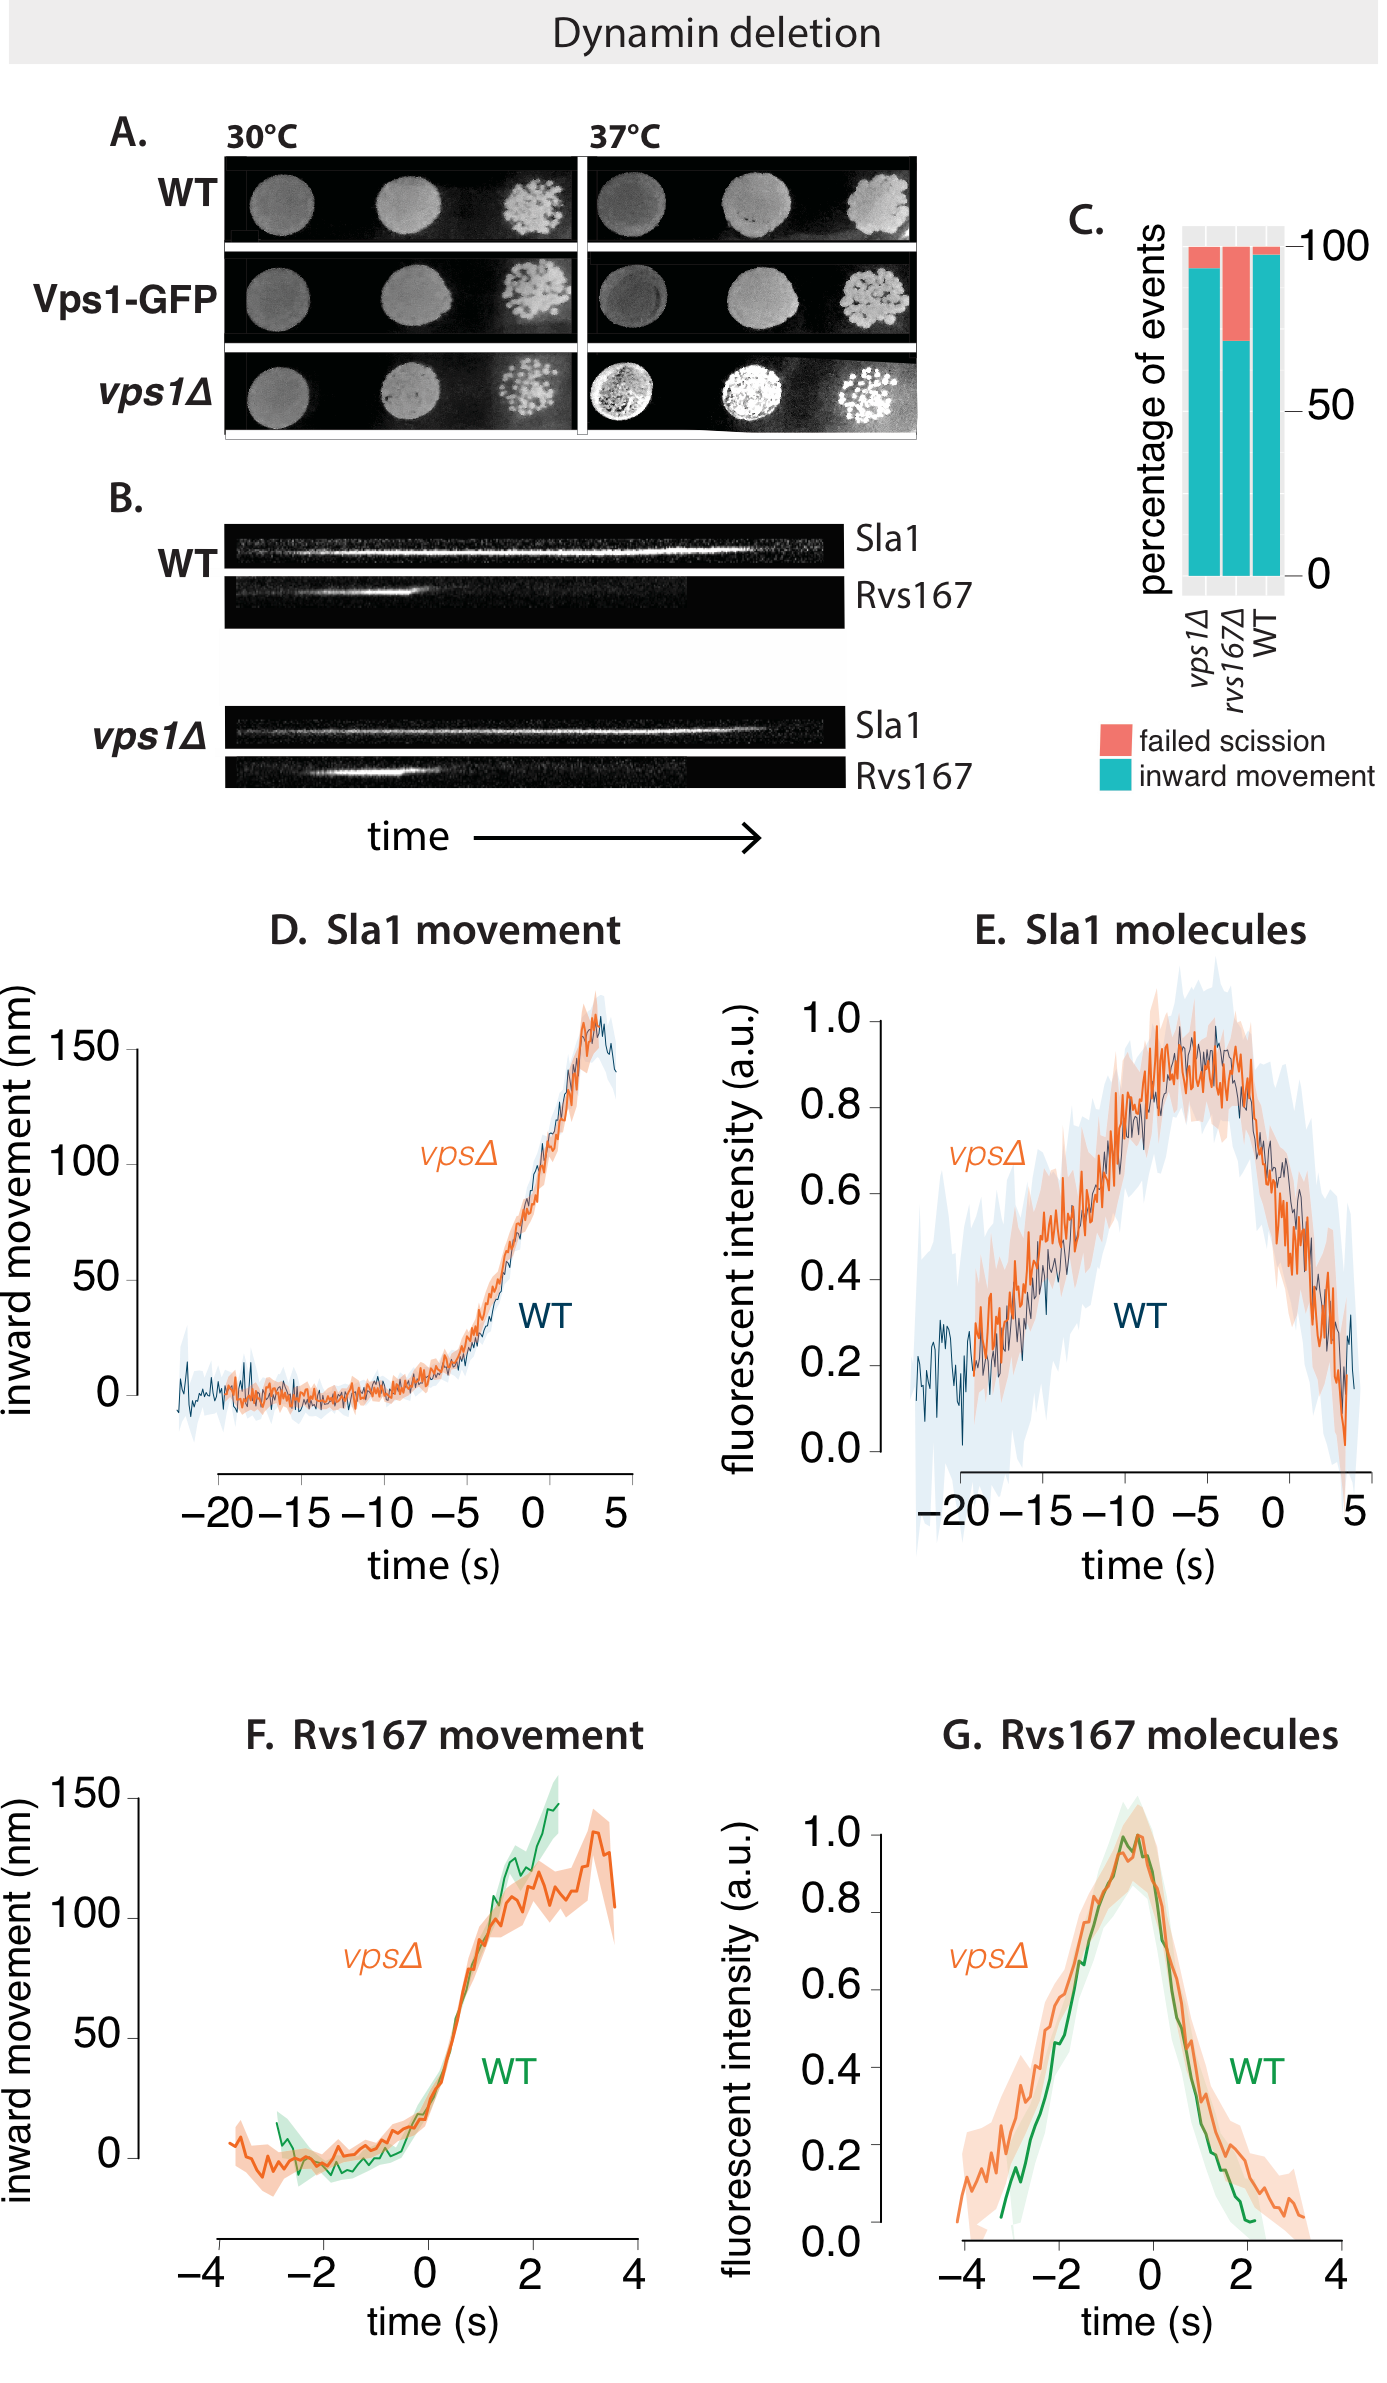 Dynamin deletion
A.
30°C
37°C
WT
Vps1-GFP
vps1Δ
B.
WT
Sla1
Rvs167
vps1Δ
Sla1
Rvs167
time
C.
percentage of events
100
50
0
vps1Δ
rvs167Δ
WT
failed scission
inward movement
D. Sla1 movement
inward movement (nm)
150
100
50
0
vpsΔ
WT
−20 −15 −10 −5 0 5
time (s)
E. Sla1 molecules
fluorescent intensity (a.u.)
1.0
0.8
0.6
0.4
0.2
0.0
vpsΔ
WT
−20 −15 −10 −5 0 5
time (s)
F. Rvs167 movement
inward movement (nm)
150
100
50
0
vpsΔ
WT
−4 −2 0 2 4
time (s)
G. Rvs167 molecules
fluorescent intensity (a.u.)
1.0
0.8
0.6
0.4
0.2
0.0
vpsΔ
WT
−4 −2 0 2 4
time (s)